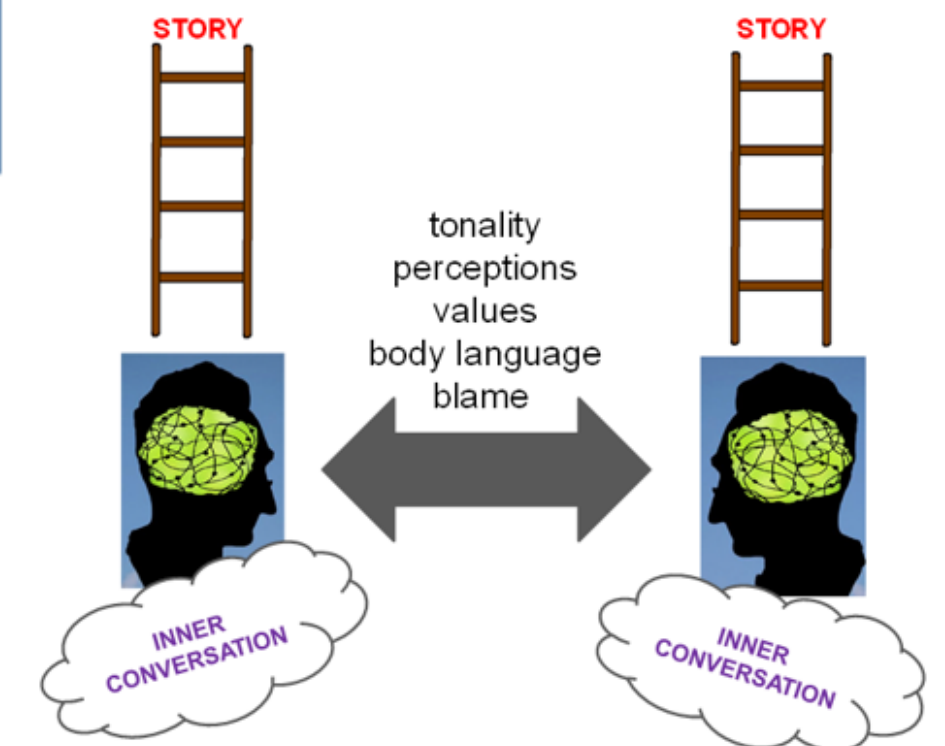 STORY
STORY
tonality
perceptions
values
body language
blame
INNER
CONVERSATION
INNER
CONVERSATION